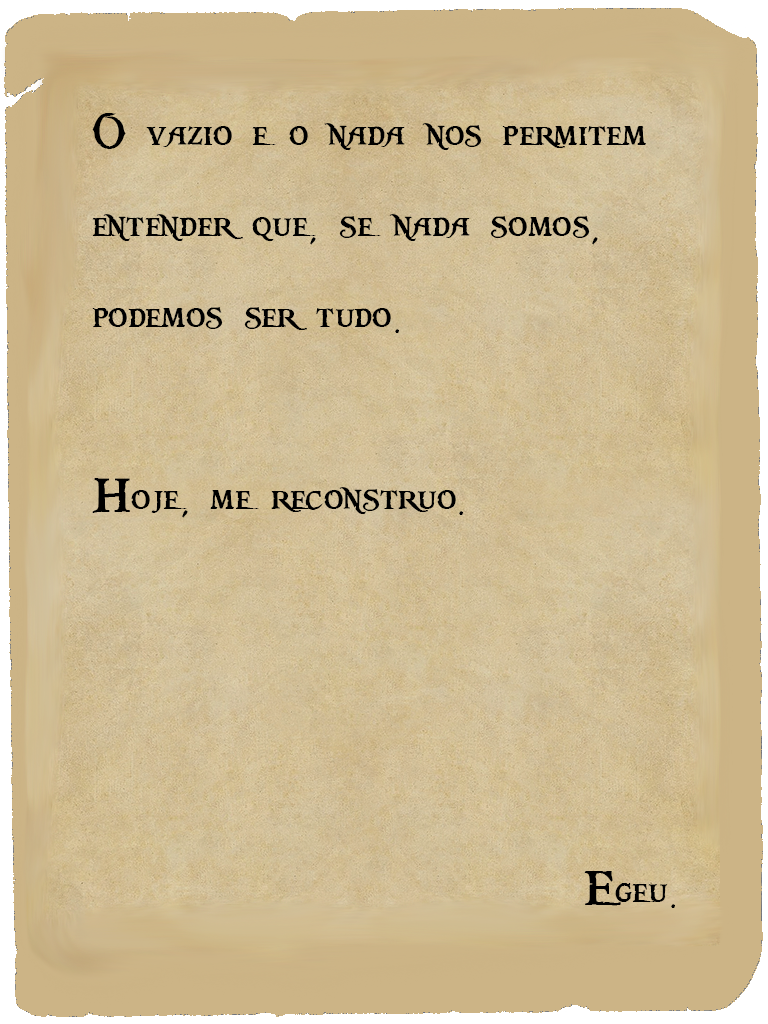 O vazio e o nada nos permitem
entender que, se nada somos,
podemos ser tudo.
Hoje, me reconstruo.
Egeu.